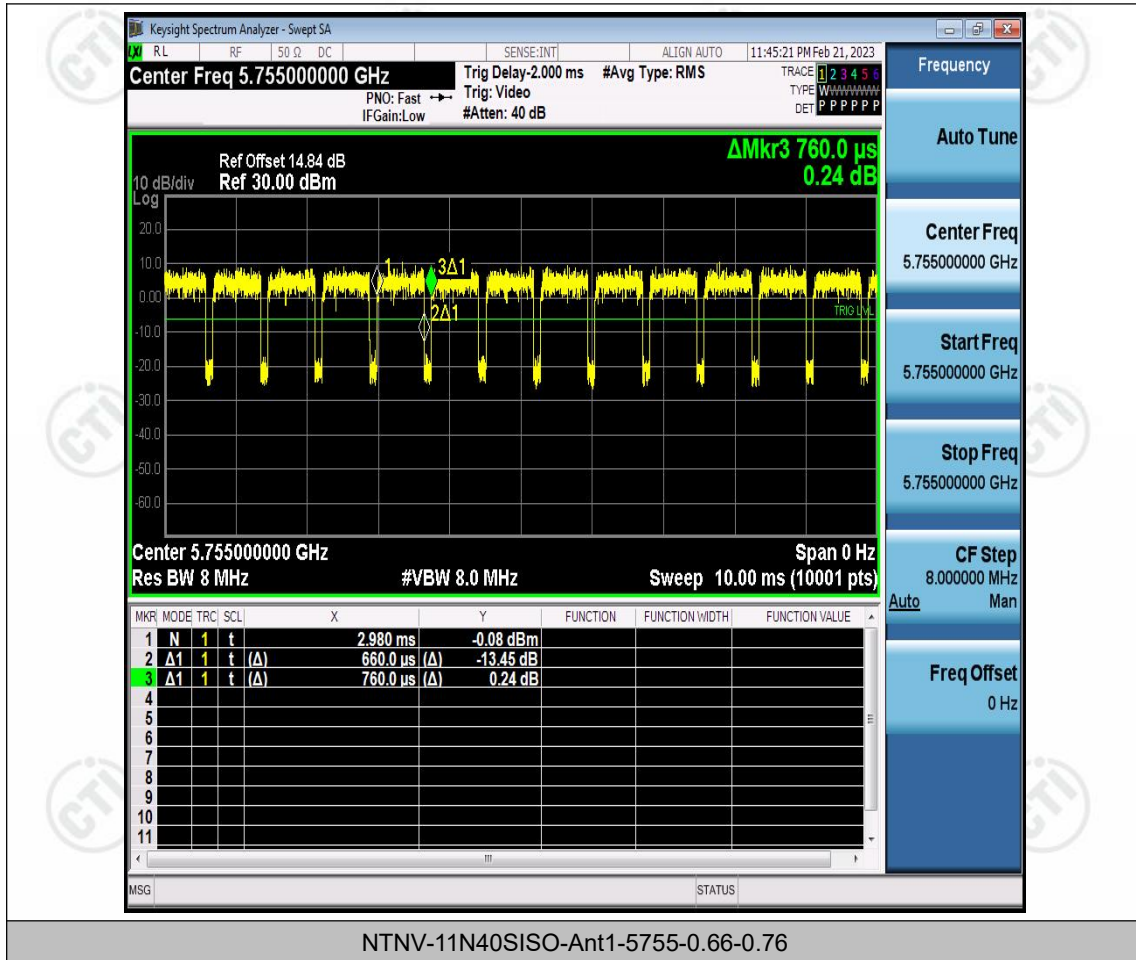 Keysight Spectrum Analyzer - Swept SA
LXI RL RF 50 Ω DC SENSE:INT ALIGN AUTO 11:45:21 PM Feb 21, 2023
Center Freq 5.755000000 GHz
PNO: Fast
IFGain:Low
Trig Delay-2.000 ms
Trig: Video
#Atten: 40 dB
#Avg Type: RMS
TRACE 1 2 3 4 5 6
TYPE WWWWWW
DET P P P P P P
ΔMkr3 760.0 µs
0.24 dB
Ref Offset 14.84 dB
10 dB/div Ref 30.00 dBm
Log
20.0
10.0
0.00
-10.0
-20.0
-30.0
-40.0
-50.0
-60.0
1
3Δ1
2Δ1
TRIG LVL
Center 5.755000000 GHz Span 0 Hz
Res BW 8 MHz #VBW 8.0 MHz Sweep 10.00 ms (10001 pts)
MKR MODE TRC SCL X Y FUNCTION FUNCTION WIDTH FUNCTION VALUE
1 N 1 t 2.980 ms -0.08 dBm
2 Δ1 1 t (Δ) 660.0 µs (Δ) -13.45 dB
3 Δ1 1 t (Δ) 760.0 µs (Δ) 0.24 dB
4
5
6
7
8
9
10
11
MSG STATUS
Frequency
Auto Tune
Center Freq
5.755000000 GHz
Start Freq
5.755000000 GHz
Stop Freq
5.755000000 GHz
CF Step
8.000000 MHz
Auto Man
Freq Offset
0 Hz
NTNV-11N40SISO-Ant1-5755-0.66-0.76
CTI
CTI
CTI
CTI
CTI
CTI